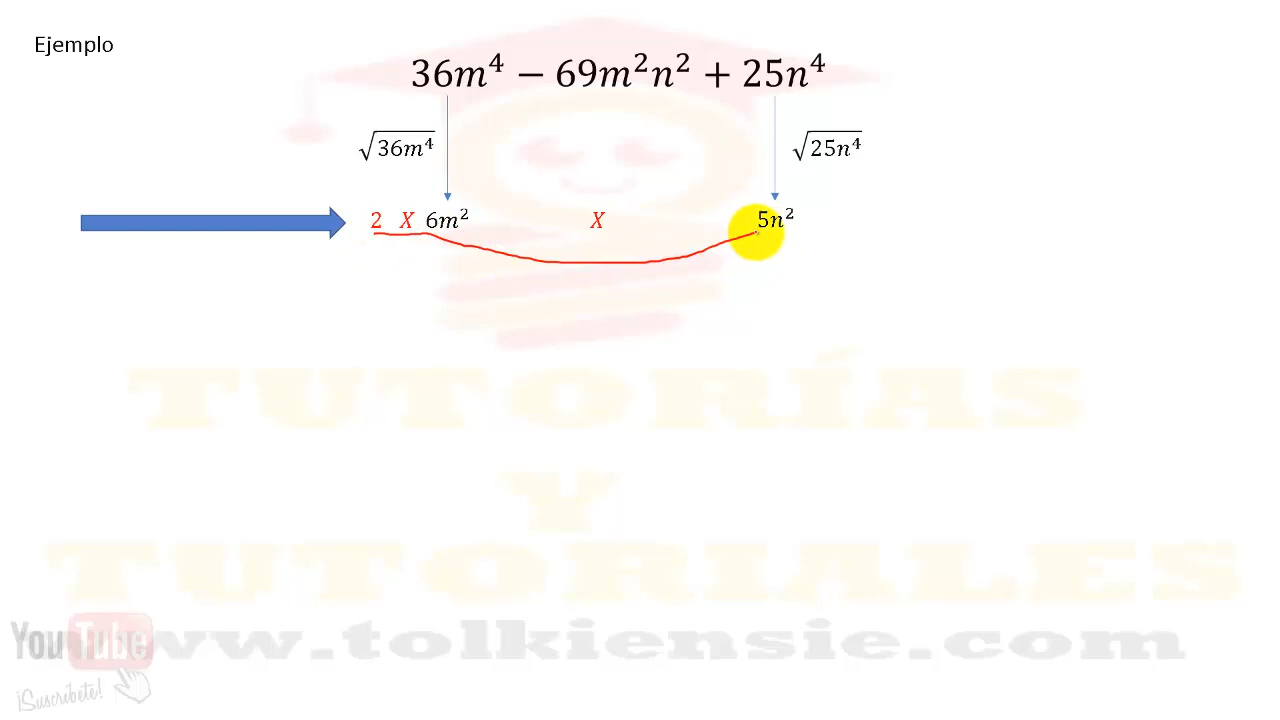 Ejemplo
36m⁴ − 69m²n² + 25n⁴
√36m⁴ √25n⁴
2 X 6m² X 5n²
TUTORÍAS
Y
TUTORIALES
YouTube www.tolkiensie.com
¡Suscríbete!